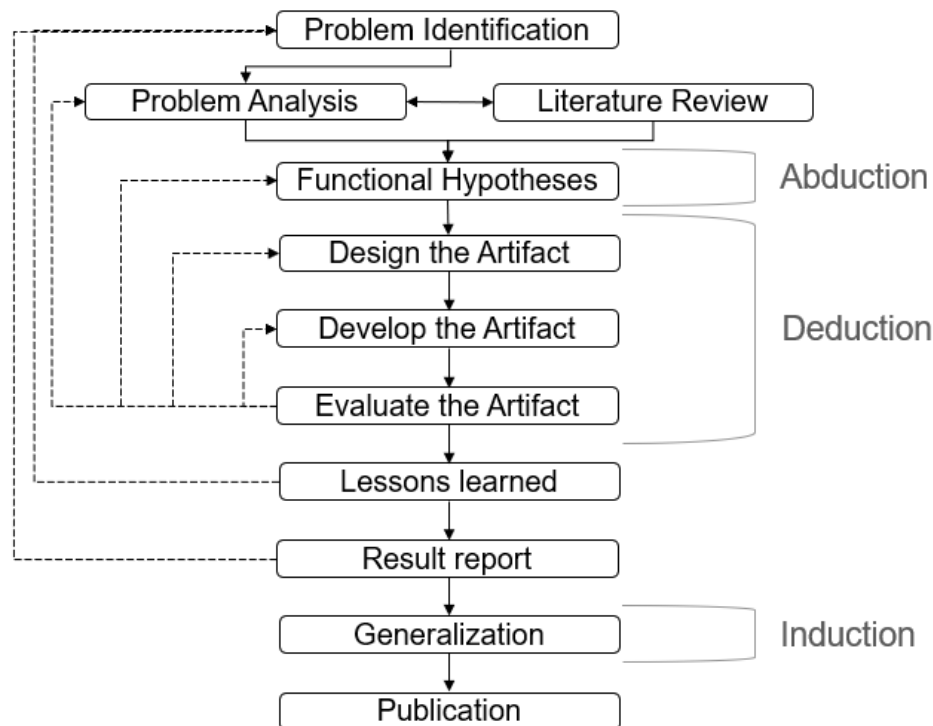 Problem Identification
Problem Analysis
Literature Review
Functional Hypotheses
Abduction
Design the Artifact
Develop the Artifact
Deduction
Evaluate the Artifact
Lessons learned
Result report
Generalization
Induction
Publication